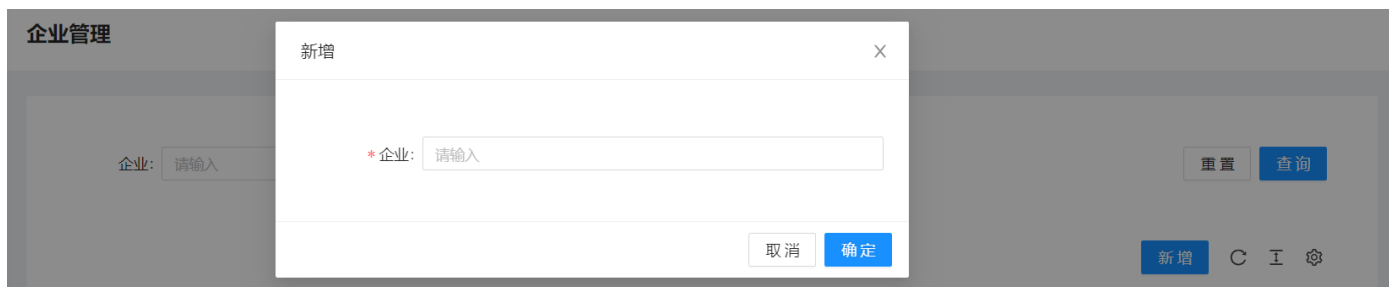 企业管理
新增
企业: 请输入
* 企业: 请输入
重置 查询
取消 确定
新增